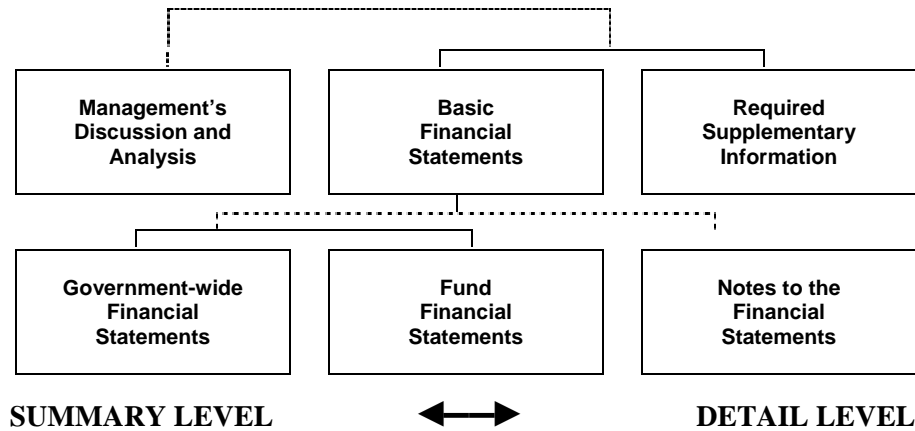 Management’s
Discussion and
Analysis
Basic
Financial
Statements
Required
Supplementary
Information
Government-wide
Financial
Statements
Fund
Financial
Statements
Notes to the
Financial
Statements
SUMMARY LEVEL
DETAIL LEVEL